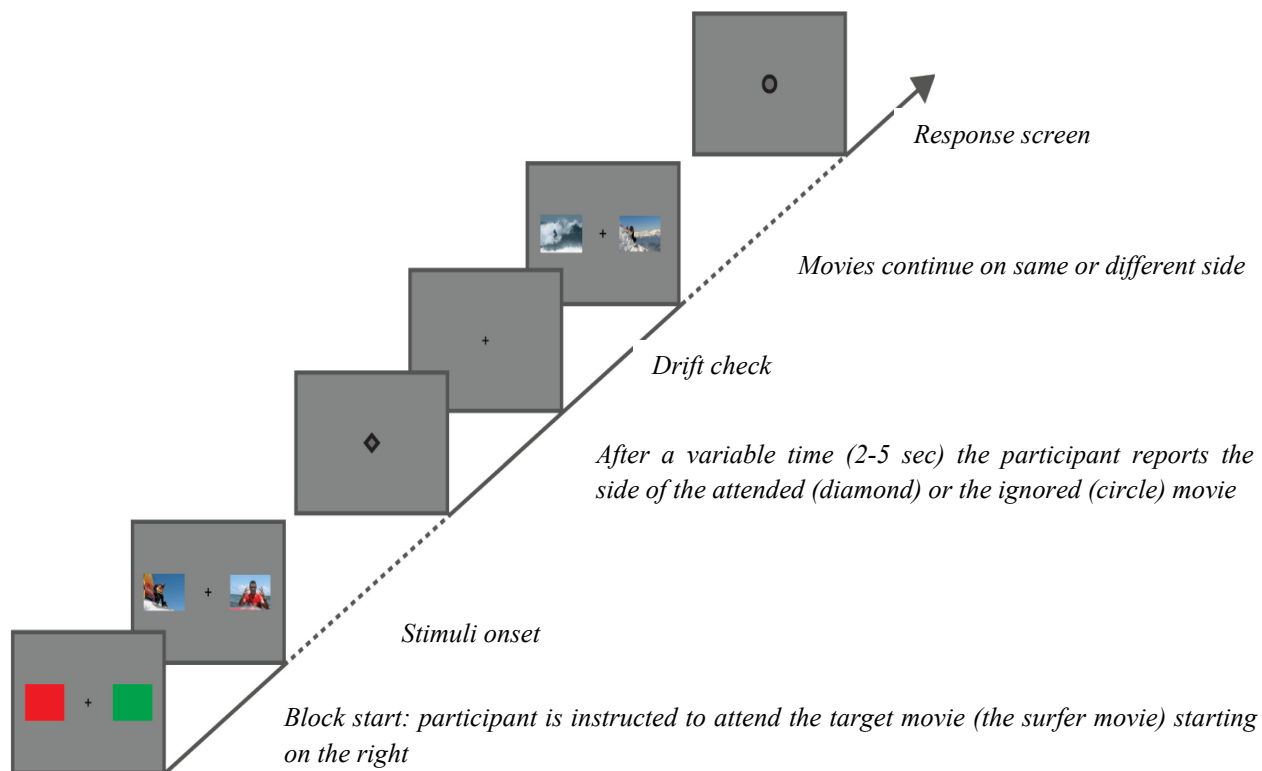 Response screen
Movies continue on same or different side
Drift check
After a variable time (2-5 sec) the participant reports the
side of the attended (diamond) or the ignored (circle) movie
Stimuli onset
Block start: participant is instructed to attend the target movie (the surfer movie) starting
on the right